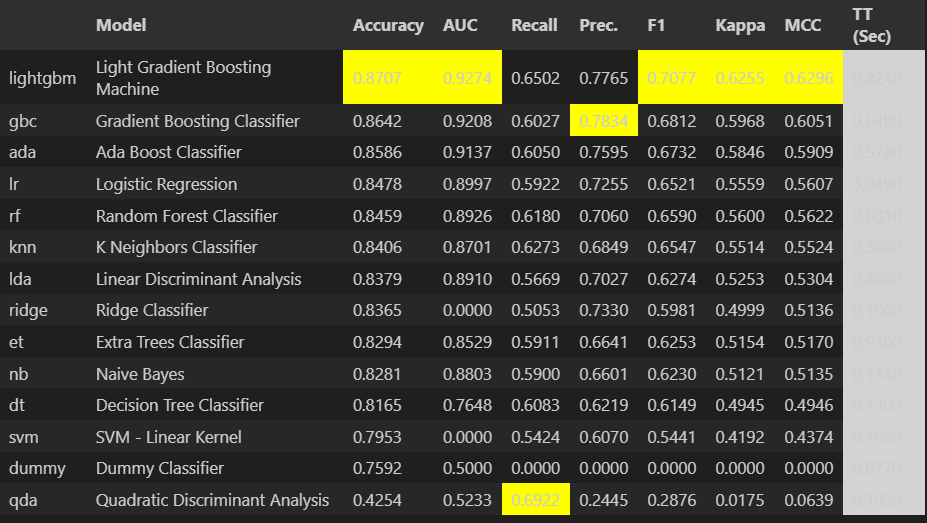 Model Accuracy AUC Recall Prec. F1 Kappa MCC TT (Sec)
lightgbm Light Gradient Boosting Machine 0.8707 0.9274 0.6502 0.7765 0.7077 0.6255 0.6296 0.2240
gbc Gradient Boosting Classifier 0.8642 0.9208 0.6027 0.7834 0.6812 0.5968 0.6051 0.6480
ada Ada Boost Classifier 0.8586 0.9137 0.6050 0.7595 0.6732 0.5846 0.5909 0.5780
lr Logistic Regression 0.8478 0.8997 0.5922 0.7255 0.6521 0.5559 0.5607 3.0490
rf Random Forest Classifier 0.8459 0.8926 0.6180 0.7060 0.6590 0.5600 0.5622 0.6810
knn K Neighbors Classifier 0.8406 0.8701 0.6273 0.6849 0.6547 0.5514 0.5524 0.3080
lda Linear Discriminant Analysis 0.8379 0.8910 0.5669 0.7027 0.6274 0.5253 0.5304 0.4080
ridge Ridge Classifier 0.8365 0.0000 0.5053 0.7330 0.5981 0.4999 0.5136 0.1060
et Extra Trees Classifier 0.8294 0.8529 0.5911 0.6641 0.6253 0.5154 0.5170 0.9300
nb Naive Bayes 0.8281 0.8803 0.5900 0.6601 0.6230 0.5121 0.5135 0.1140
dt Decision Tree Classifier 0.8165 0.7648 0.6083 0.6219 0.6149 0.4945 0.4946 0.1300
svm SVM - Linear Kernel 0.7953 0.0000 0.5424 0.6070 0.5441 0.4192 0.4374 0.1690
dummy Dummy Classifier 0.7592 0.5000 0.0000 0.0000 0.0000 0.0000 0.0000 0.0770
qda Quadratic Discriminant Analysis 0.4254 0.5233 0.6922 0.2445 0.2876 0.0175 0.0639 0.1950